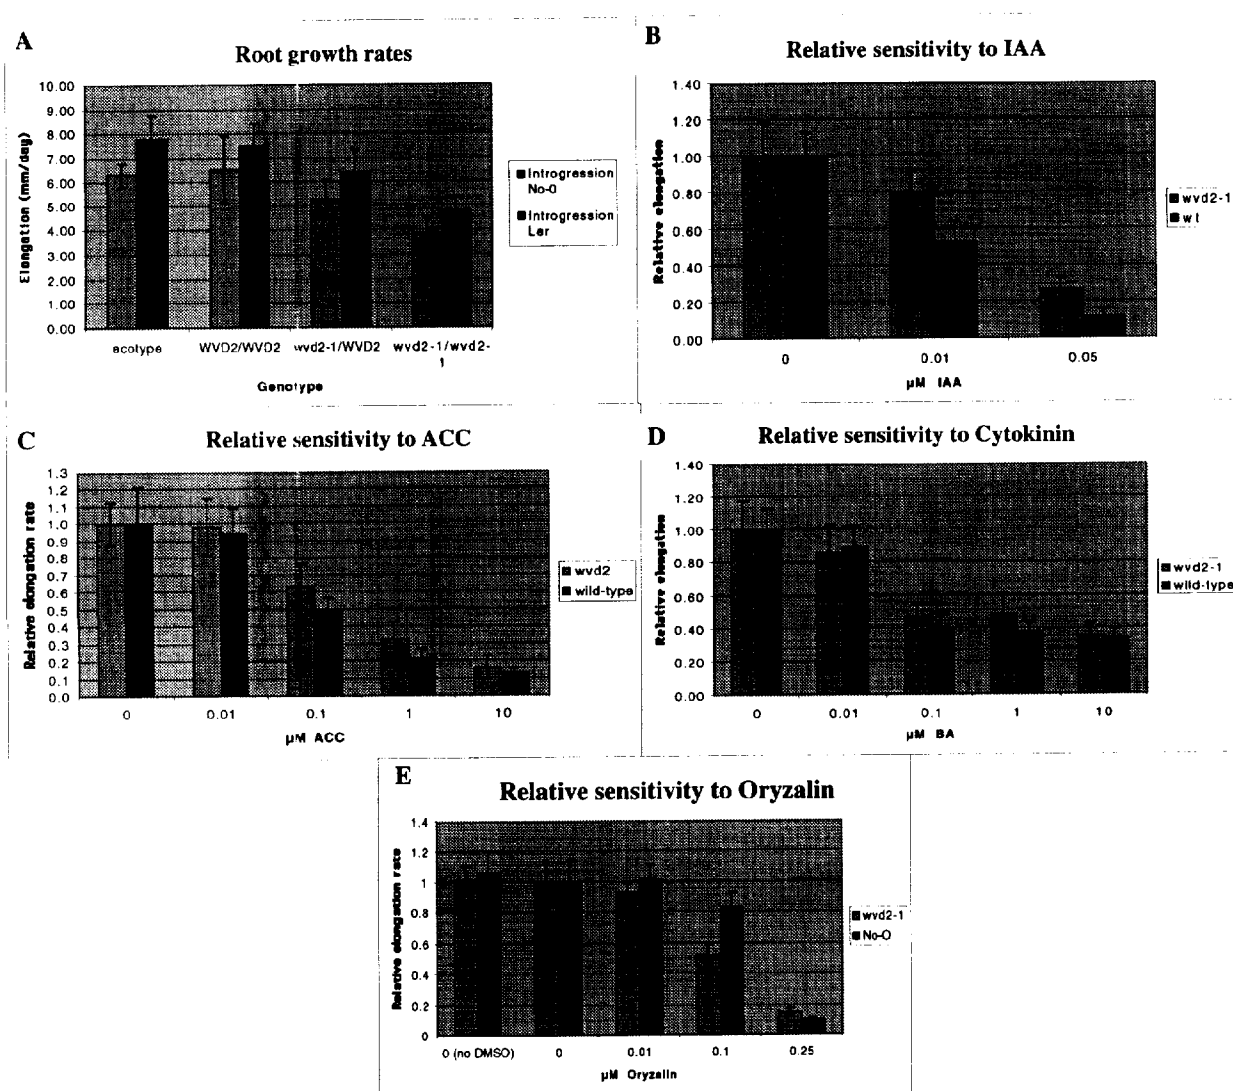 A
Root growth rates
Elongation (mm/day)
10.00
9.00
8.00
7.00
6.00
5.00
4.00
3.00
2.00
1.00
0.00
ecotype
WVD2/WVD2
wvd2-1/WVD2
wvd2-1/wvd2-
1
Genotype
Introgression
No-0
Introgression
Ler
B
Relative sensitivity to IAA
Relative elongation
1.40
1.20
1.00
0.80
0.60
0.40
0.20
0.00
0
0.01
0.05
µM IAA
wvd2-1
wt
C
Relative sensitivity to ACC
Relative elongation rate
1.3
1.2
1.1
1.0
0.9
0.8
0.7
0.6
0.5
0.4
0.3
0.2
0.1
0.0
0
0.01
0.1
1
10
µM ACC
wvd2
wild-type
D
Relative sensitivity to Cytokinin
Relative elongation
1.40
1.20
1.00
0.80
0.60
0.40
0.20
0.00
0
0.01
0.1
1
10
µM BA
wvd2-1
wild-type
E
Relative sensitivity to Oryzalin
Relative elongation rate
1.4
1.2
1
0.8
0.6
0.4
0.2
0
0 (no DMSO)
0
0.01
0.1
0.25
µM Oryzalin
wvd2-1
No-O